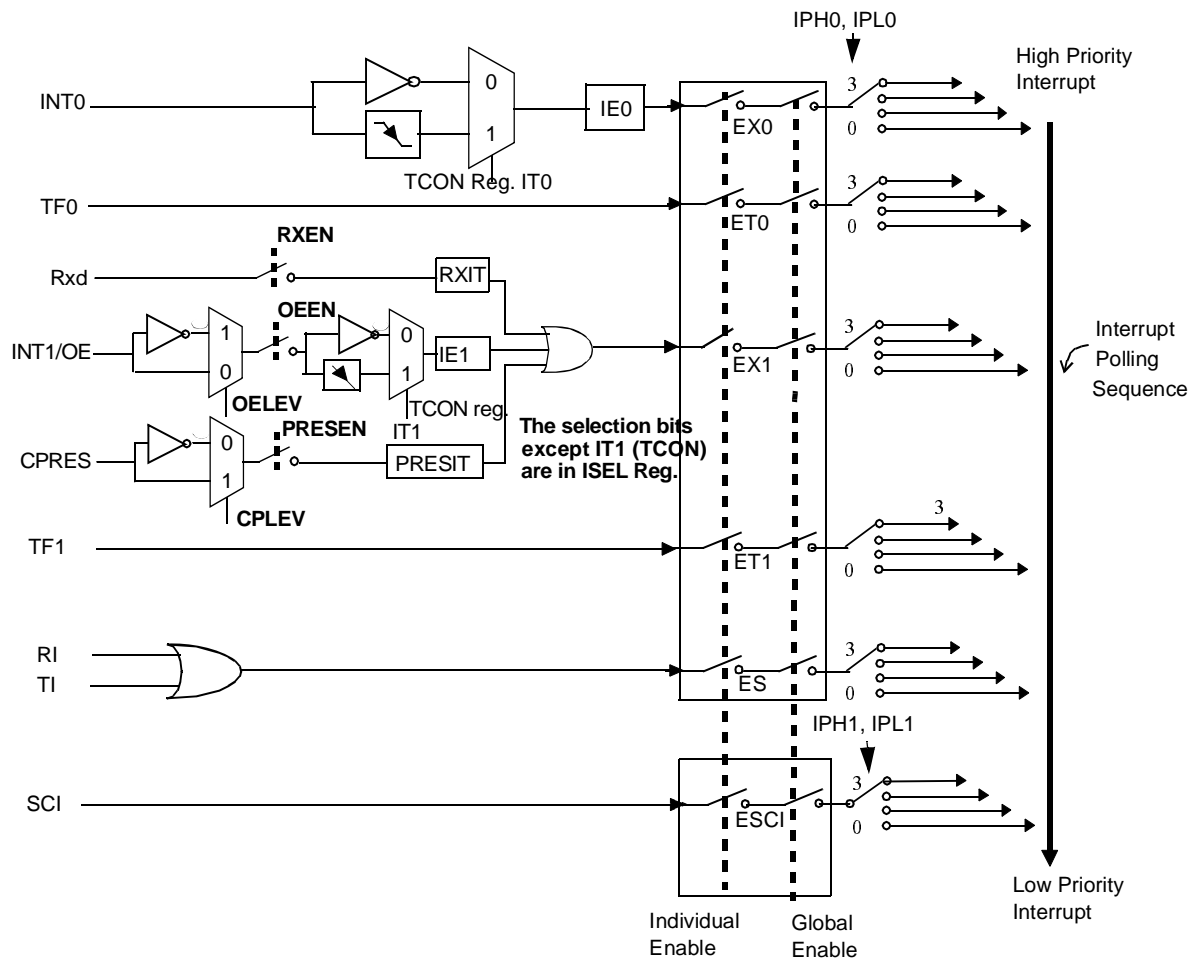 IPH0, IPL0
High Priority
Interrupt
INT0
0
1
IE0
EX0
3
0
TCON Reg. IT0
TF0
ET0
3
0
RXEN
Rxd
RXIT
OEEN
INT1/OE
1
0
0
1
IE1
EX1
3
0
Interrupt
Polling
Sequence
OELEV
TCON reg.
IT1
PRESEN
CPRES
0
1
PRESIT
The selection bits
except IT1 (TCON)
are in ISEL Reg.
CPLEV
TF1
ET1
3
0
RI
TI
ES
3
0
IPH1, IPL1
SCI
ESCI
3
0
Low Priority
Interrupt
Individual
Enable
Global
Enable